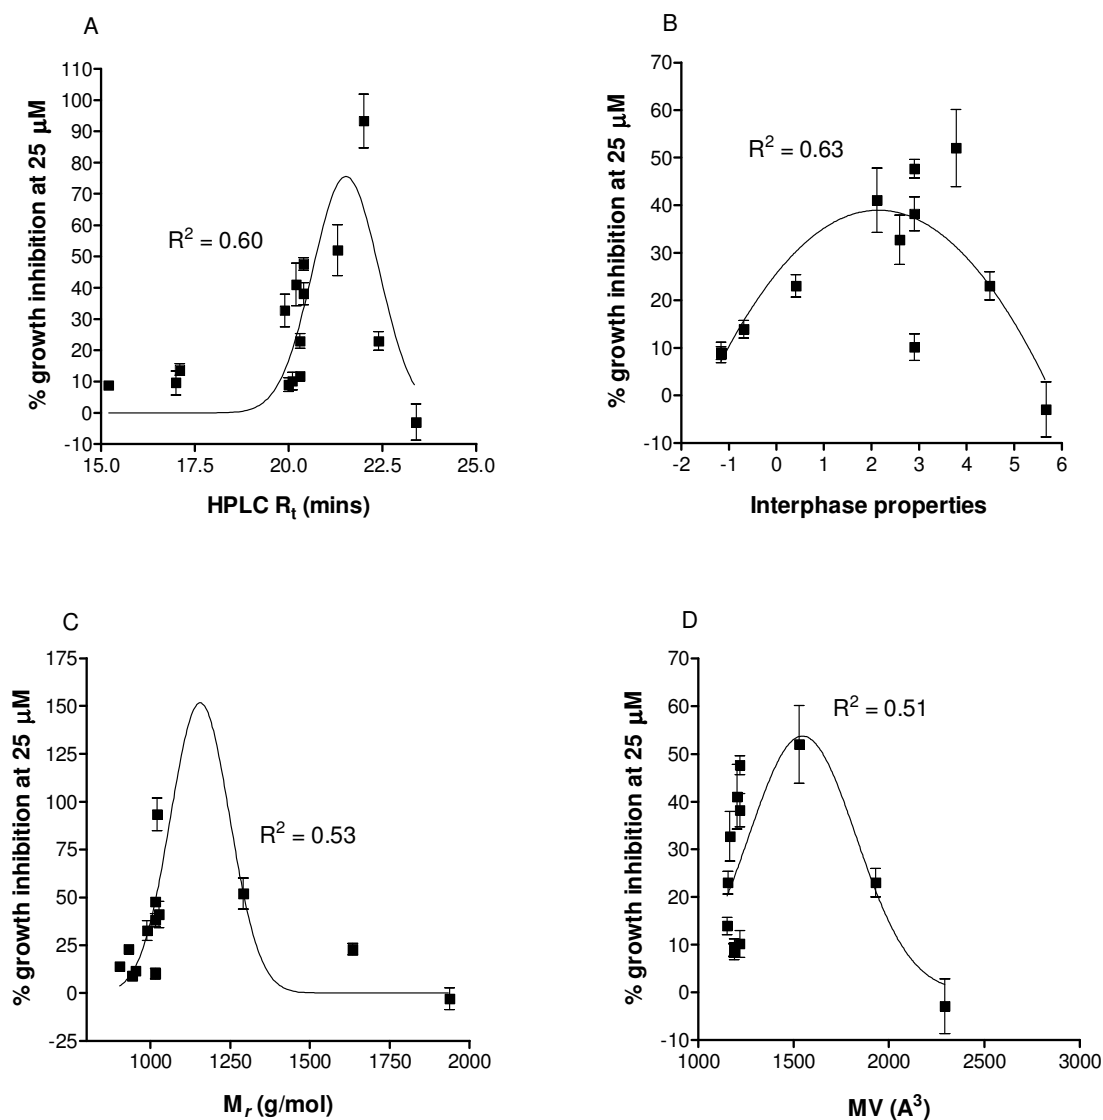 A
% growth inhibition at 25 μM
110
100
90
80
70
60
50
40
30
20
10
0
-10
R² = 0.60
15.0 17.5 20.0 22.5 25.0
HPLC Rt (mins)
B
% growth inhibition at 25 μM
70
60
50
40
30
20
10
0
-10
R² = 0.63
-2 -1 0 1 2 3 4 5 6
Interphase properties
C
% growth inhibition at 25 μM
175
150
125
100
75
50
25
0
-25
R² = 0.53
1000 1250 1500 1750 2000
Mr (g/mol)
D
% growth inhibition at 25 μM
70
60
50
40
30
20
10
0
-10
R² = 0.51
1000 1500 2000 2500 3000
MV (A³)